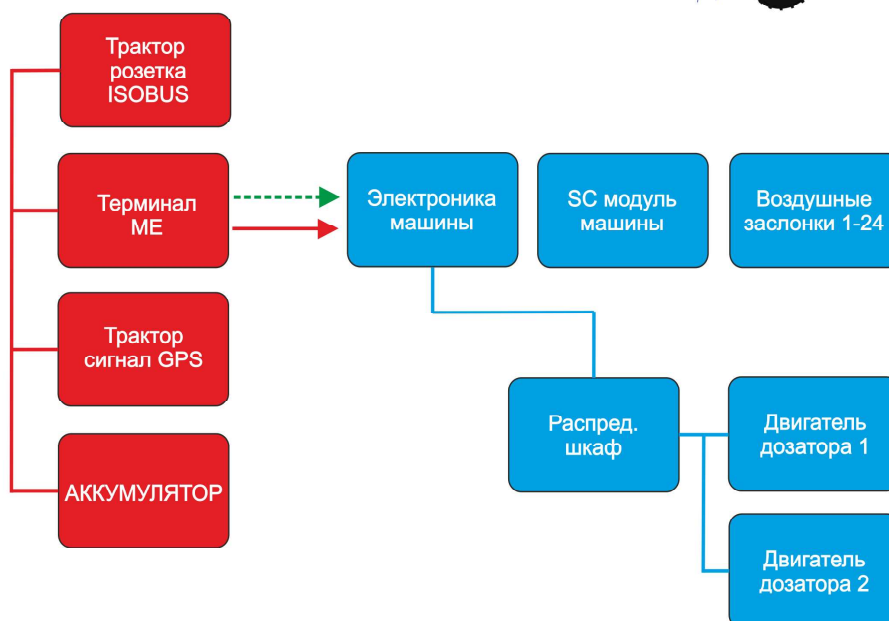 Трактор
розетка
ISOBUS
Терминал
ME
Электроника
машины
SC модуль
машины
Воздушные
заслонки 1-24
Трактор
сигнал GPS
Распред.
шкаф
Двигатель
дозатора 1
АККУМУЛЯТОР
Двигатель
дозатора 2